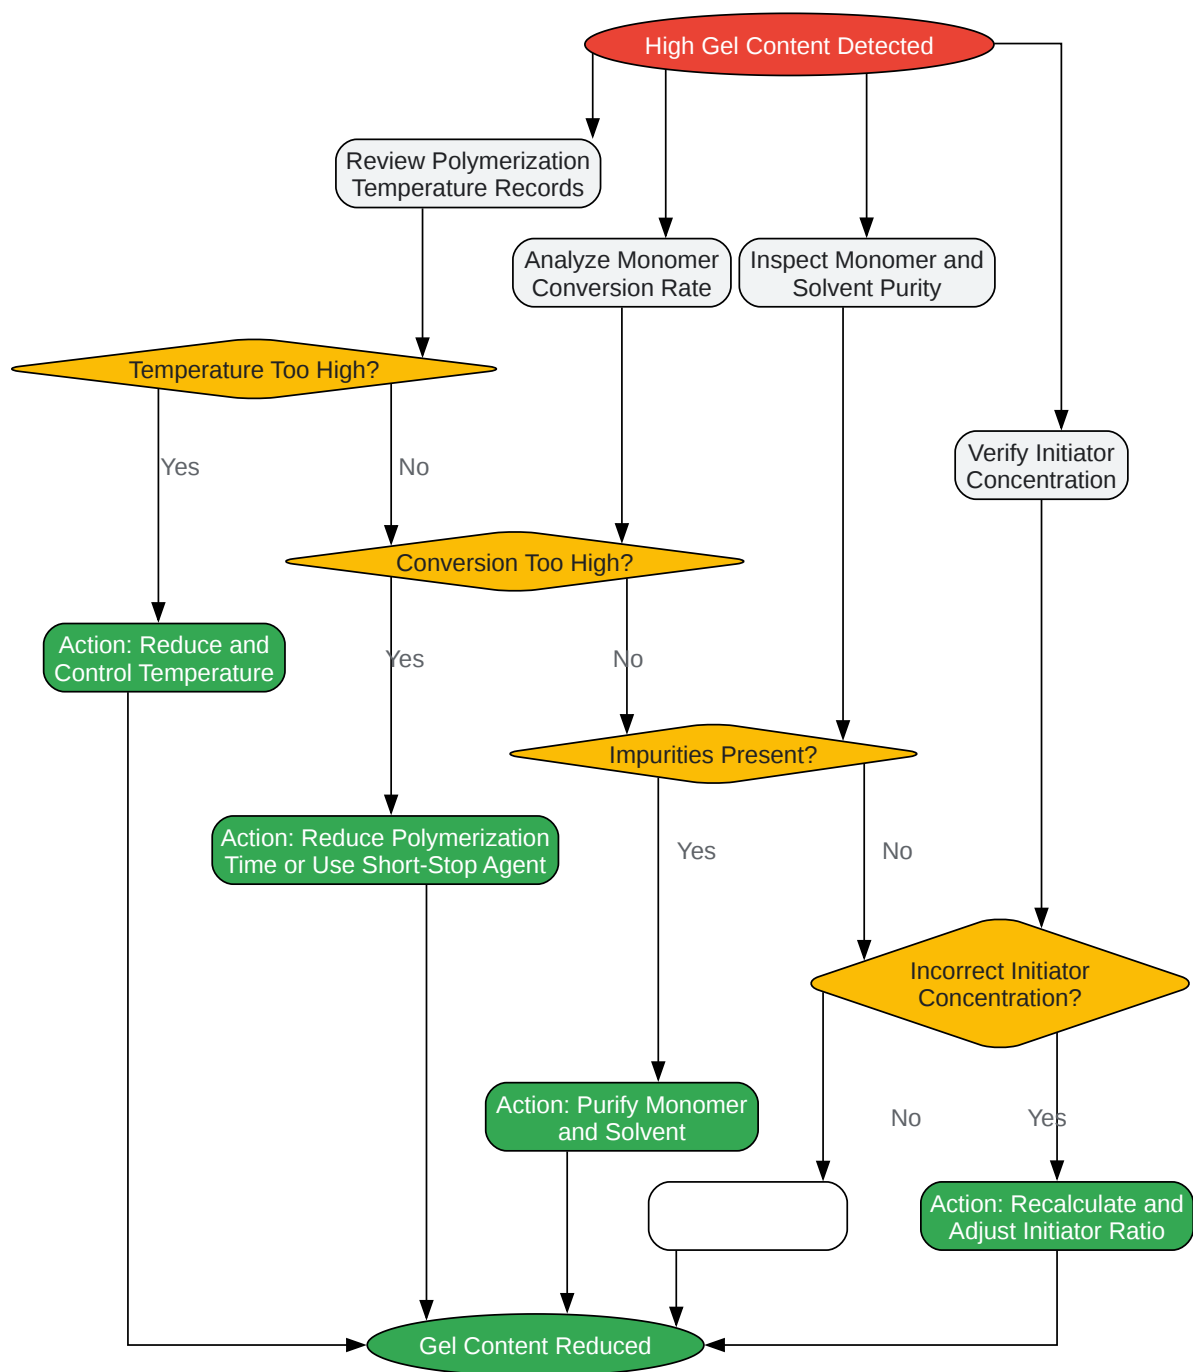 High Gel Content Detected
Review Polymerization
Temperature Records
Analyze Monomer
Conversion Rate
Inspect Monomer and
Solvent Purity
Temperature Too High?
Verify Initiator
Concentration
Yes
No
Conversion Too High?
Action: Reduce and
Control Temperature
Yes
No
Impurities Present?
Action: Reduce Polymerization
Time or Use Short-Stop Agent
Yes
No
Incorrect Initiator
Concentration?
Action: Purify Monomer
and Solvent
No
Yes
Action: Recalculate and
Adjust Initiator Ratio
Gel Content Reduced